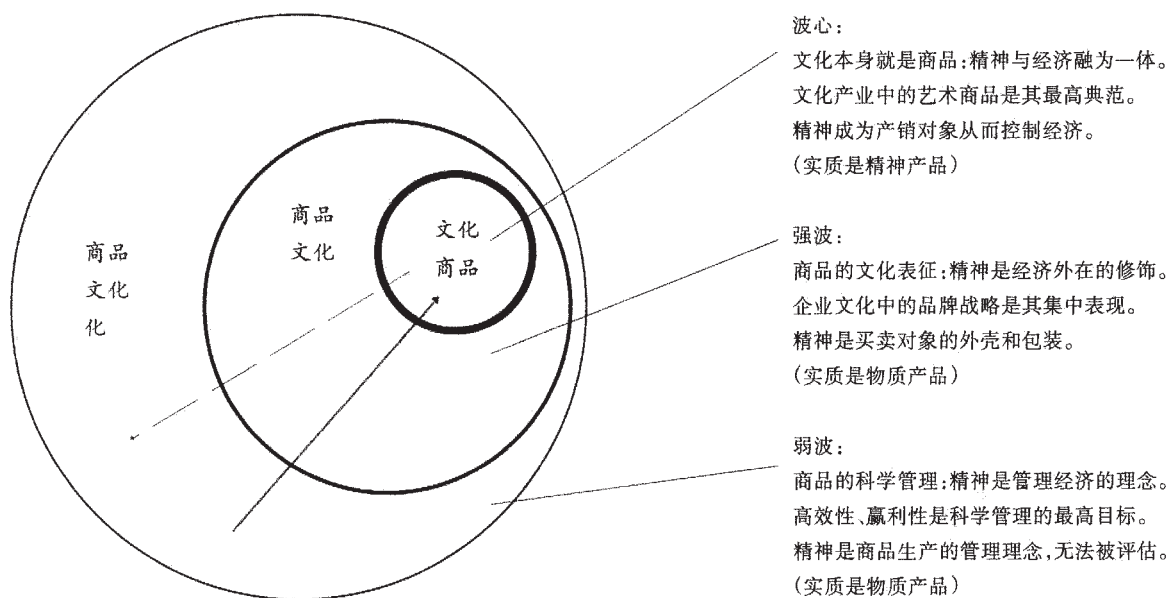 商品
文化
化
商品
文化
文化
商品
波心：
文化本身就是商品；精神与经济融为一体。
文化产业中的艺术商品是其最高典范。
精神成为产销对象从而控制经济。
（实质是精神产品）
强波：
商品的文化表征；精神是经济外在的修饰。
企业文化中的品牌战略是其集中表现。
精神是买卖对象的外壳和包装。
（实质是物质产品）
弱波：
商品的科学管理；精神是管理经济的理念。
高效性、赢利性是科学管理的最高目标。
精神是商品生产的管理理念，无法被评估。
（实质是物质产品）